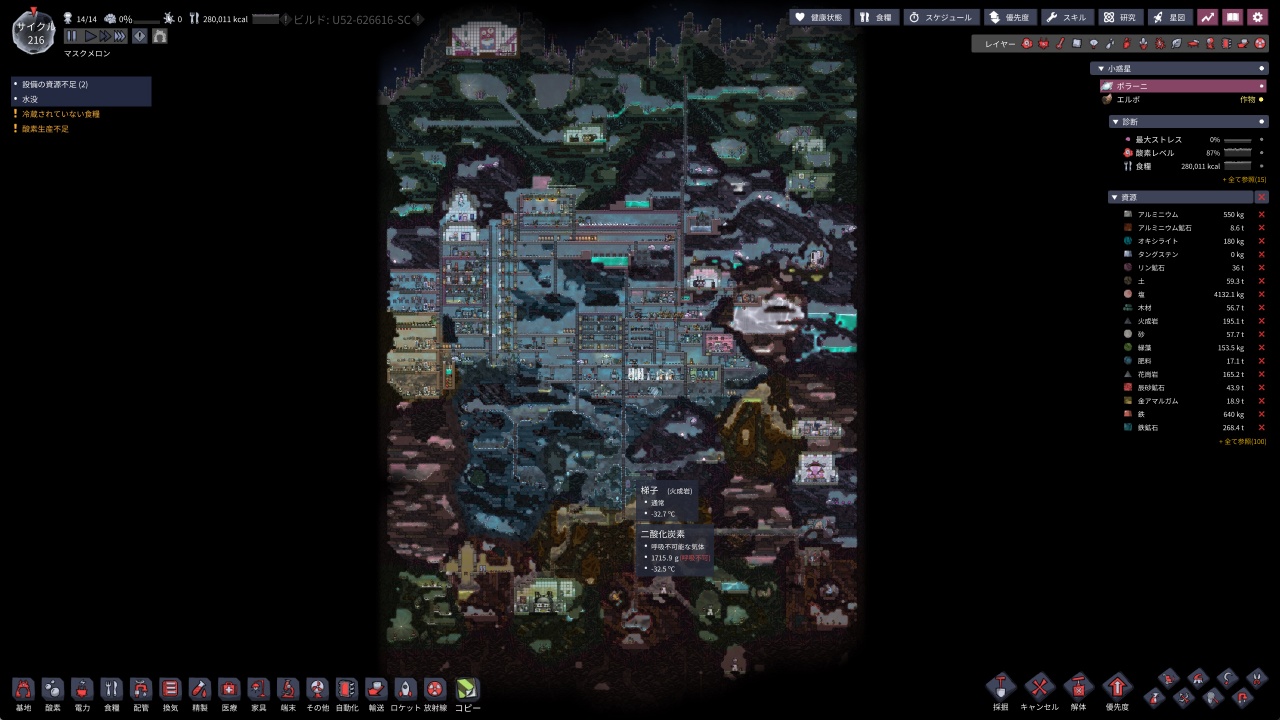 サイクル
216
14/14
0%
0
280,011 kcal
ビルド: U52-626616-SC
マスクメロン
設備の資源不足 (2)
水没
冷蔵されていない食糧
酸素生産不足
健康状態
食糧
スケジュール
優先度
スキル
研究
星図
レイヤー
小惑星
ボラーニ
エルボ 作物
診断
最大ストレス 0%
酸素レベル 87%
食糧 280,011 kcal
+ 全て参照(15)
資源
アルミニウム 550 kg
アルミニウム鉱石 8.6 t
オキシライト 180 kg
タングステン 0 kg
リン鉱石 36 t
土 59.3 t
塩 4132.1 kg
木材 56.7 t
火成岩 195.1 t
砂 57.7 t
緑藻 153.5 kg
肥料 17.1 t
花崗岩 165.2 t
辰砂鉱石 43.9 t
金アマルガム 18.9 t
鉄 640 kg
鉄鉱石 268.4 t
+ 全て参照(100)
梯子 (火成岩)
通常
-32.7 ℃
二酸化炭素
呼吸不可能な気体
1715.9 g (呼吸不可)
-32.5 ℃
基地
酸素
電力
食糧
配管
換気
精製
医療
家具
端末
その他
自動化
輸送
ロケット
放射線
コピー
採掘
キャンセル
解体
優先度